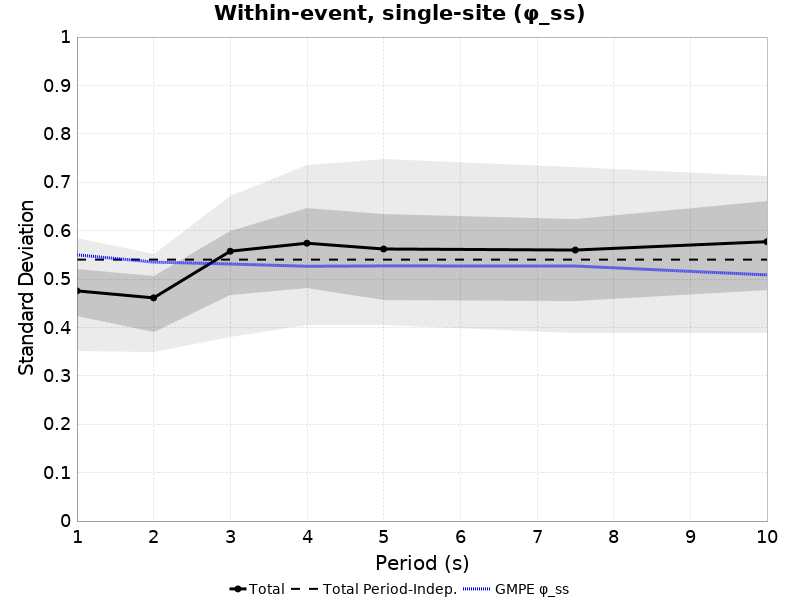 Within-event, single-site (φ_ss)
1
0.9
0.8
0.7
0.6
0.5
0.4
0.3
0.2
0.1
0
Standard Deviation
1 2 3 4 5 6 7 8 9 10
Period (s)
Total Total Period-Indep. GMPE φ_ss